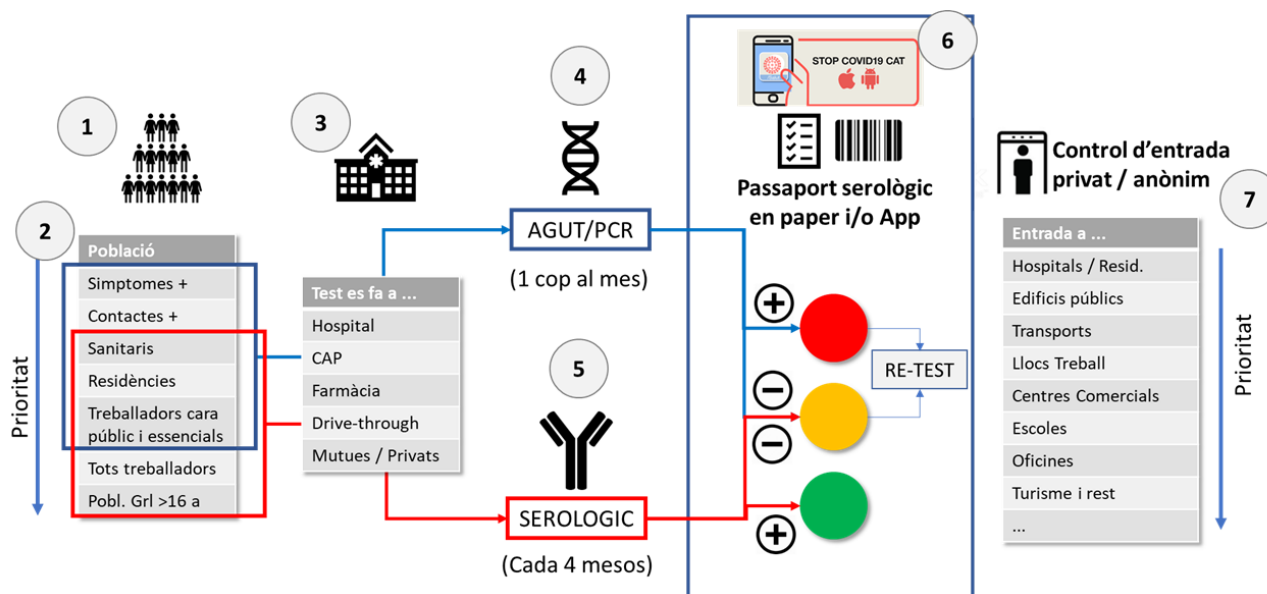 1
2
Població
Simptomes +
Contactes +
Sanitaris
Residències
Treballadors cara
públic i essencials
Tots treballadors
Pobl. Grl >16 a
Prioritat
3
Test es fa a ...
Hospital
CAP
Farmàcia
Drive-through
Mutues / Privats
4
AGUT/PCR
(1 cop al mes)
5
SEROLOGIC
(Cada 4 mesos)
6
STOP COVID19 CAT
Passaport serològic
en paper i/o App
+
−
−
+
RE-TEST
Control d’entrada
privat / anònim
7
Entrada a ...
Hospitals / Resid.
Edificis públics
Transports
Llocs Treball
Centres Comercials
Escoles
Oficines
Turisme i rest
...
Prioritat